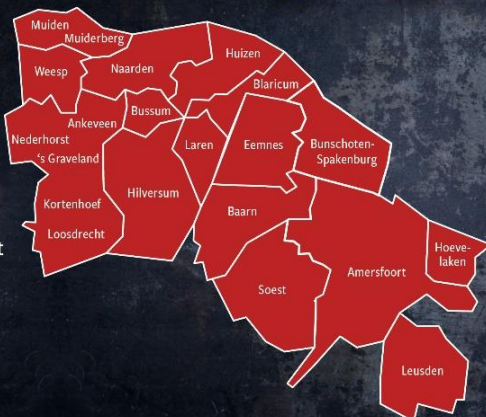 Muiden
Muiderberg
Huizen
Weesp
Naarden
Blaricum
Bussum
Ankeveen
Nederhorst
Laren
Eemnes
Bunschoten-
Spakenburg
's Graveland
Hilversum
Kortenhoef
Baarn
Loosdrecht
t
Hoeve-
laken
Amersfoort
Soest
Leusden